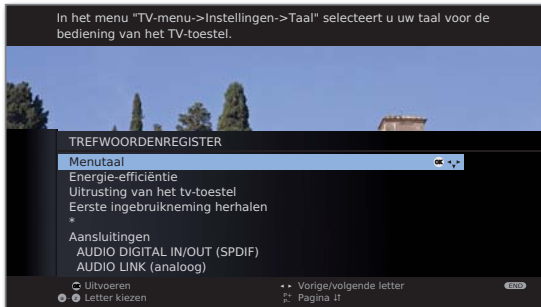 In het menu "TV-menu->Instellingen->Taal" selecteert u uw taal voor de
bediening van het TV-toestel.
TREFWOORDENREGISTER
Menutaal OK
Energie-efficiëntie
Uitrusting van het tv-toestel
Eerste ingebruikneming herhalen
*
Aansluitingen
AUDIO DIGITAL IN/OUT (SPDIF)
AUDIO LINK (analoog)
OK Uitvoeren Vorige/volgende letter END
Letter kiezen P+ P– Pagina ↓↑